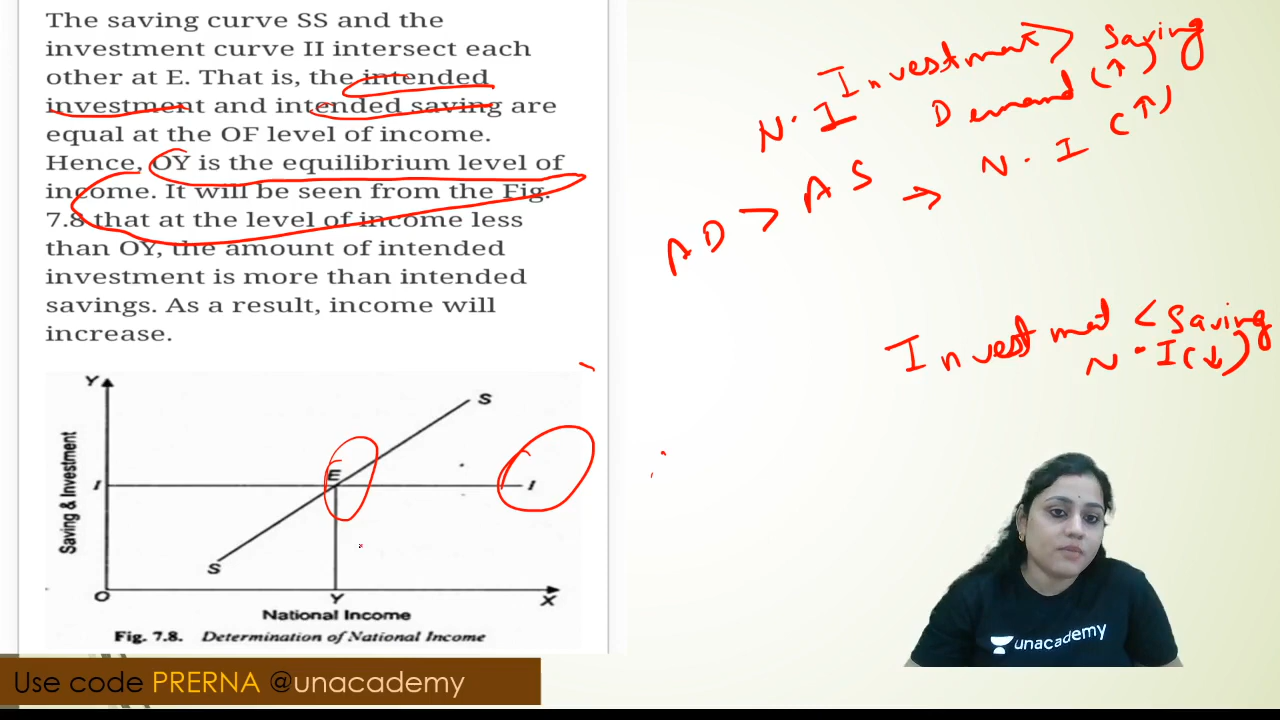 The saving curve SS and the
investment curve II intersect each
other at E. That is, the intended
investment and intended saving are
equal at the OF level of income.
Hence, OY is the equilibrium level of
income. It will be seen from the Fig.
7.8 that at the level of income less
than OY, the amount of intended
investment is more than intended
savings. As a result, income will
increase.
Y
Saving & Investment
S
I
E
I
S
O
Y
X
National Income
Fig. 7.8. Determination of National Income
Investment > Saving
N.I Demand (↑)
AD > AS → N.I (↑)
Investment < Saving
N.I (↓)
unacademy
Use code PRERNA @unacademy